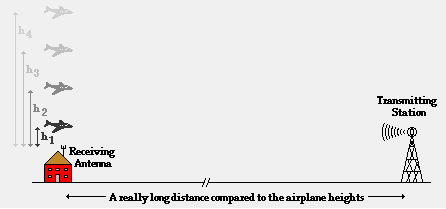 h4
h3
h2
h1
Receiving
Antenna
Transmitting
Station
A really long distance compared to the airplane heights